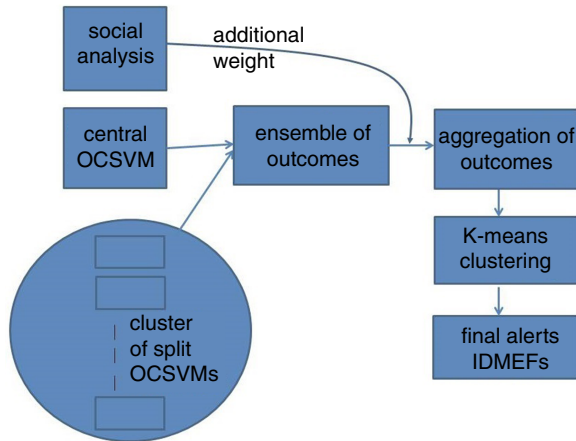 social
analysis
additional
weight
central
OCSVM
ensemble of
outcomes
aggregation of
outcomes
K-means
clustering
cluster
of split
OCSVMs
final alerts
IDMEFs